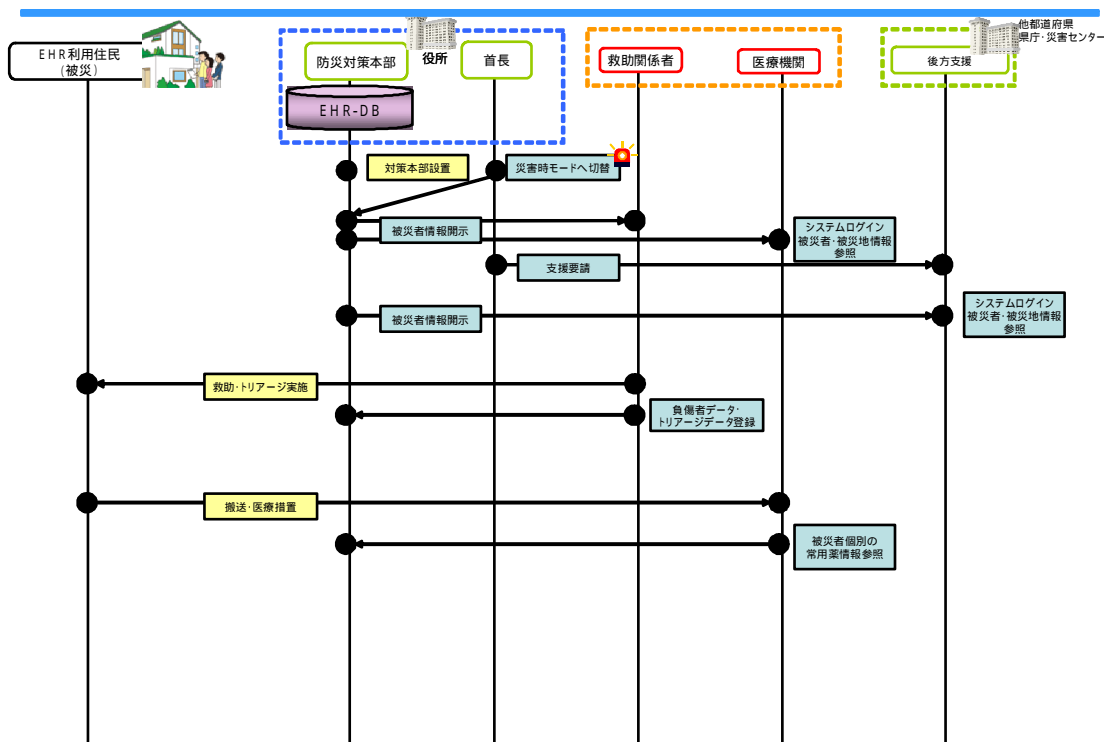 EHR利用住民
(被災)
役所
防災対策本部
首長
EHR-DB
救助関係者
医療機関
他都道府県
県庁・災害センター
後方支援
対策本部設置
災害時モードへ切替
被災者情報開示
システムログイン
被災者・被災地情報
参照
支援要請
被災者情報開示
システムログイン
被災者・被災地情報
参照
救助・トリアージ実施
負傷者データ・
トリアージデータ登録
搬送・医療措置
被災者個別の
常用薬情報参照